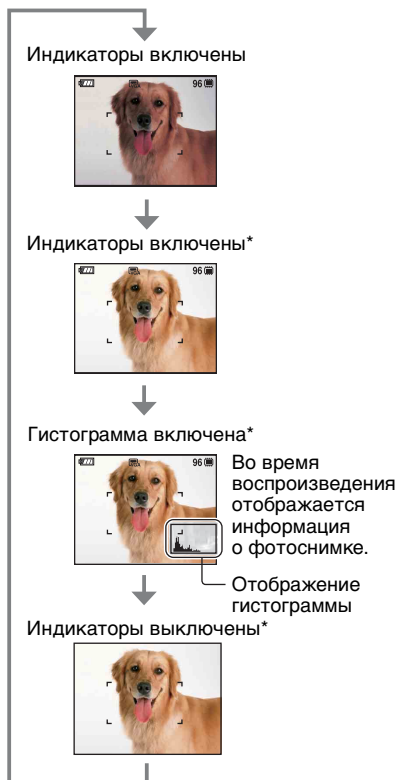 Индикаторы включены
96
Индикаторы включены*
96
Гистограмма включена*
96
Во время
воспроизведения
отображается
информация
о фотоснимке.
Отображение
гистограммы
Индикаторы выключены*